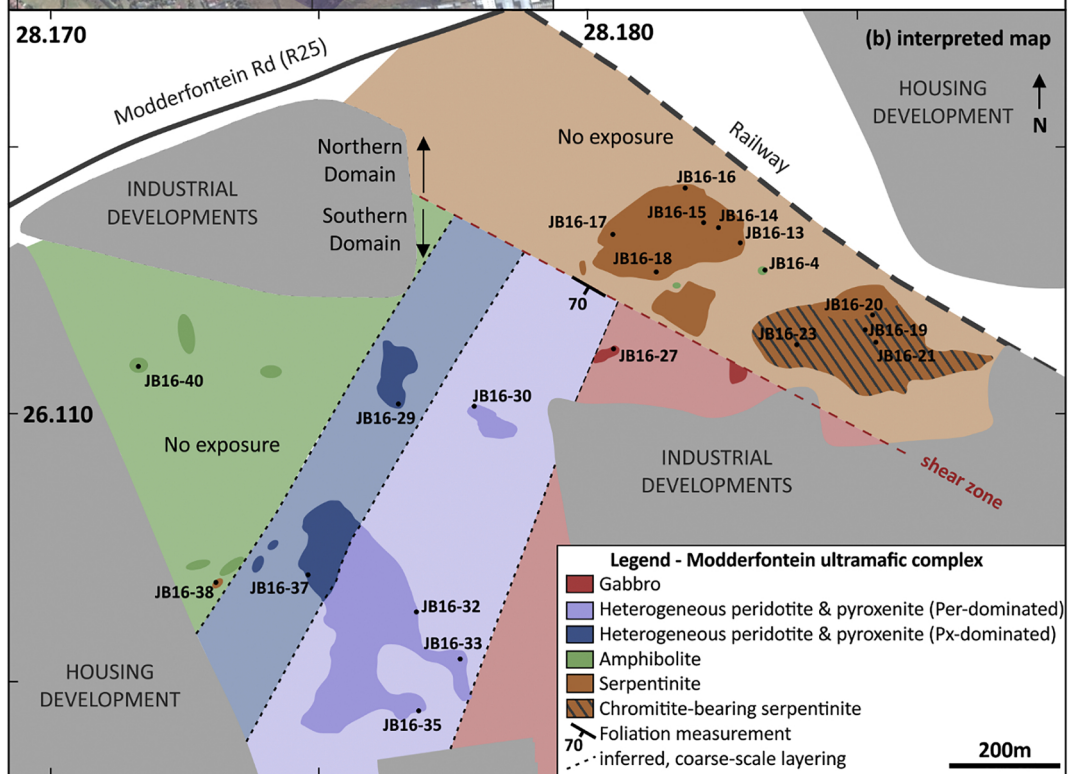 28.170
28.180
(b) interpreted map
Modderfontein Rd (R25)
HOUSING
DEVELOPMENT
N
No exposure
Railway
Northern
Domain
INDUSTRIAL
DEVELOPMENTS
Southern
Domain
JB16-16
JB16-15
JB16-14
JB16-17
JB16-13
JB16-18
JB16-4
70
JB16-20
JB16-23
JB16-19
JB16-21
JB16-27
JB16-40
JB16-30
JB16-29
26.110
No exposure
INDUSTRIAL
DEVELOPMENTS
shear zone
JB16-38
JB16-37
JB16-32
JB16-33
JB16-35
HOUSING
DEVELOPMENT
Legend - Modderfontein ultramafic complex
Gabbro
Heterogeneous peridotite & pyroxenite (Per-dominated)
Heterogeneous peridotite & pyroxenite (Px-dominated)
Amphibolite
Serpentinite
Chromitite-bearing serpentinite
Foliation measurement
70
inferred, coarse-scale layering
200m